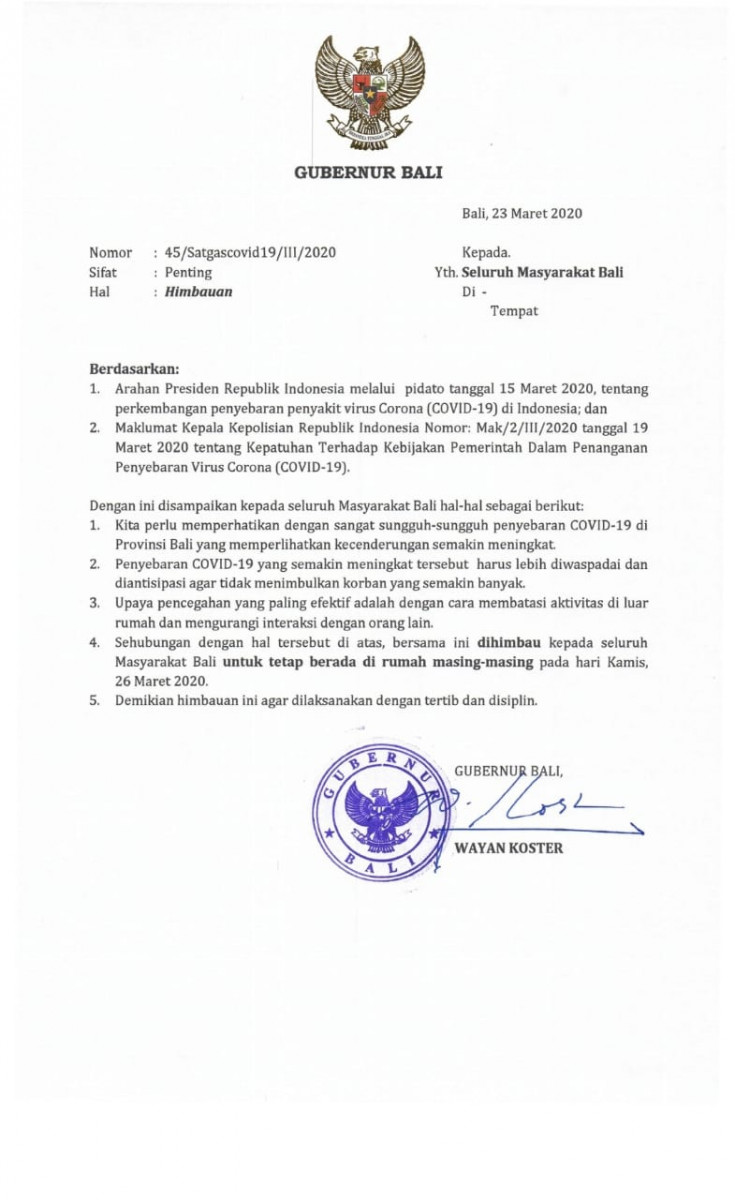 GUBERNUR BALI
Bali, 23 Maret 2020
Nomor : 45/Satgascovid19/III/2020
Sifat : Penting
Hal : Himbauan
Kepada.
Yth. Seluruh Masyarakat Bali
Di -
Tempat
Berdasarkan:
1. Arahan Presiden Republik Indonesia melalui pidato tanggal 15 Maret 2020, tentang
perkembangan penyebaran penyakit virus Corona (COVID-19) di Indonesia; dan
2. Maklumat Kepala Kepolisian Republik Indonesia Nomor: Mak/2/III/2020 tanggal 19
Maret 2020 tentang Kepatuhan Terhadap Kebijakan Pemerintah Dalam Penanganan
Penyebaran Virus Corona (COVID-19).
Dengan ini disampaikan kepada seluruh Masyarakat Bali hal-hal sebagai berikut:
1. Kita perlu memperhatikan dengan sangat sungguh-sungguh penyebaran COVID-19 di
Provinsi Bali yang memperlihatkan kecenderungan semakin meningkat.
2. Penyebaran COVID-19 yang semakin meningkat tersebut harus lebih diwaspadai dan
diantisipasi agar tidak menimbulkan korban yang semakin banyak.
3. Upaya pencegahan yang paling efektif adalah dengan cara membatasi aktivitas di luar
rumah dan mengurangi interaksi dengan orang lain.
4. Sehubungan dengan hal tersebut di atas, bersama ini dihimbau kepada seluruh
Masyarakat Bali untuk tetap berada di rumah masing-masing pada hari Kamis,
26 Maret 2020.
5. Demikian himbauan ini agar dilaksanakan dengan tertib dan disiplin.
GUBERNUR BALI,
GUBERNUR
BALI
WAYAN KOSTER